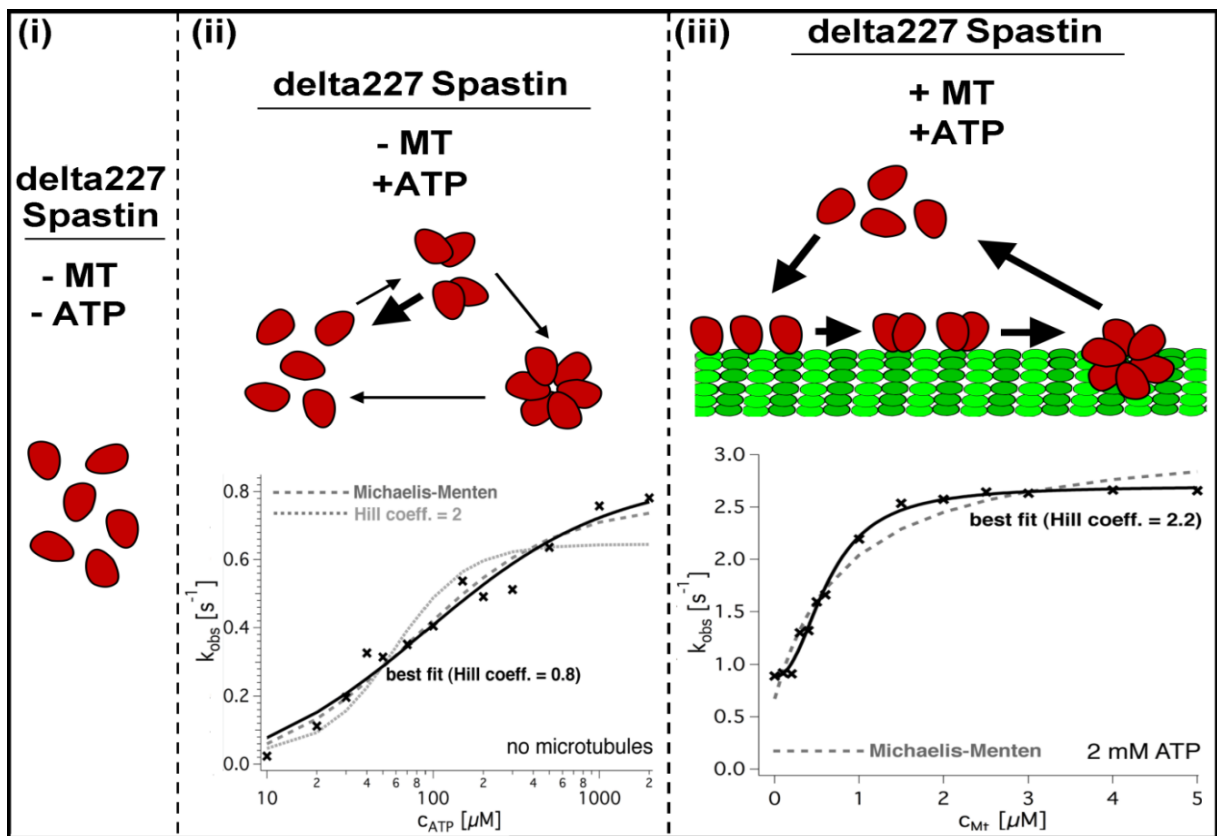 (i)
delta227
Spastin
- MT
- ATP
(ii)
delta227 Spastin
- MT
+ATP
0.8
0.6
0.4
0.2
0.0
kobs [s-1]
Michaelis-Menten
Hill coeff. = 2
best fit (Hill coeff. = 0.8)
no microtubules
10
2
4
6
8
100
2
4
6
8
1000
2
cATP [µM]
(iii)
delta227 Spastin
+ MT
+ATP
3.0
2.5
2.0
1.5
1.0
0.5
0.0
kobs [s-1]
best fit (Hill coeff. = 2.2)
Michaelis-Menten
2 mM ATP
0
1
2
3
4
5
cMt [µM]